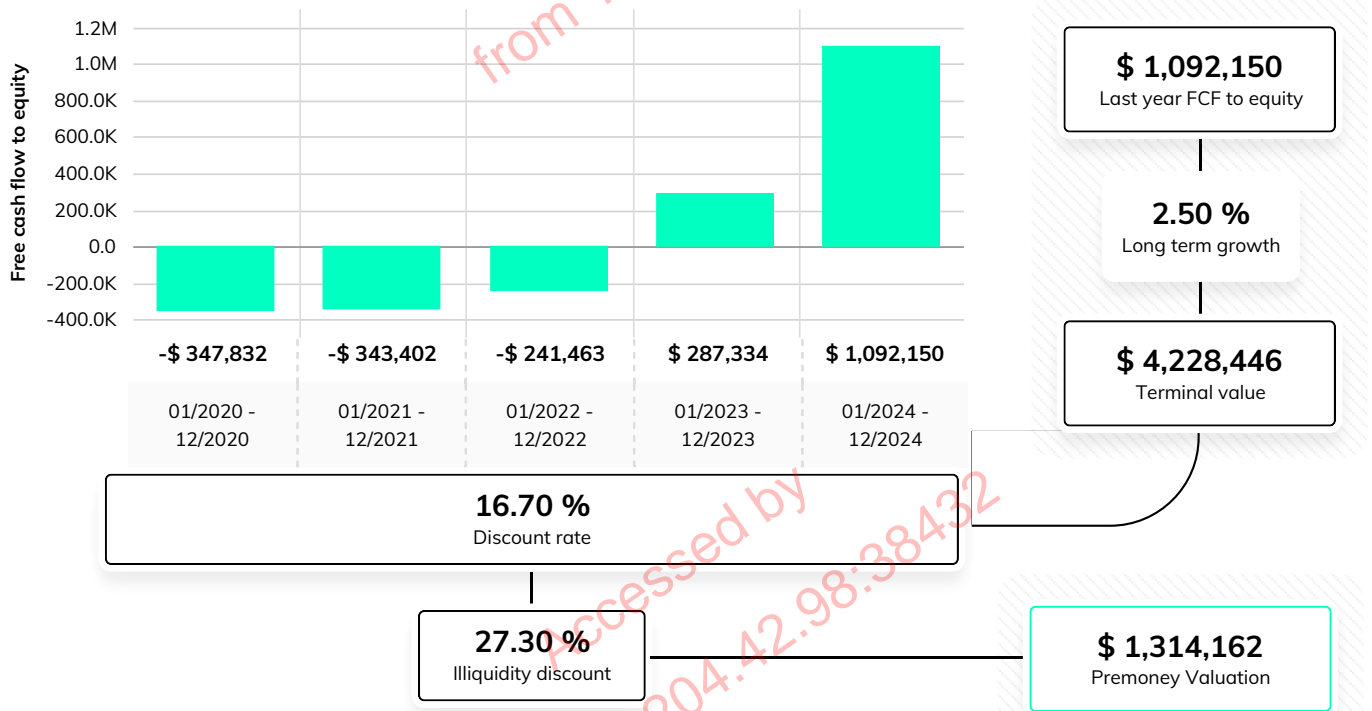 from
Free cash flow to equity
1.2M
1.0M
800.0K
600.0K
400.0K
200.0K
0.0
-200.0K
-400.0K
-$ 347,832
-$ 343,402
-$ 241,463
$ 287,334
$ 1,092,150
01/2020 -
12/2020
01/2021 -
12/2021
01/2022 -
12/2022
01/2023 -
12/2023
01/2024 -
12/2024
$ 1,092,150
Last year FCF to equity
2.50 %
Long term growth
$ 4,228,446
Terminal value
16.70 %
Discount rate
27.30 %
Illiquidity discount
$ 1,314,162
Premoney Valuation
Accessed by
204.42.98:38432